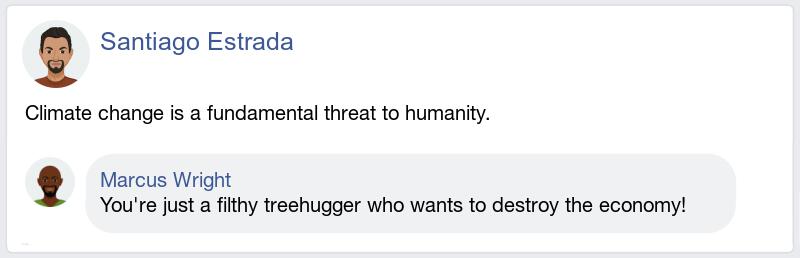 Santiago Estrada
Climate change is a fundamental threat to humanity.
Marcus Wright
You're just a filthy treehugger who wants to destroy the economy!